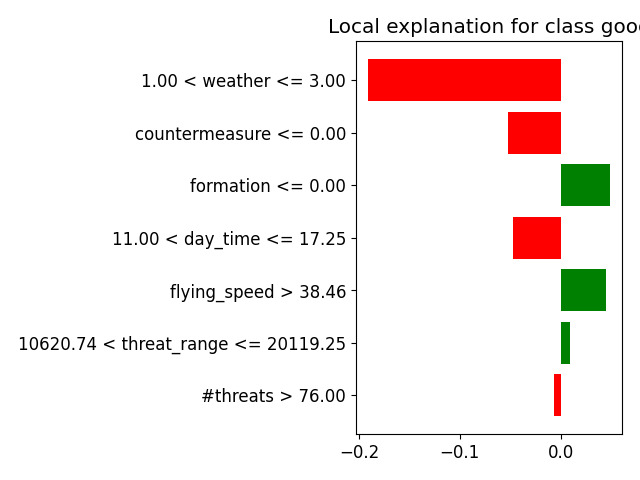 Local explanation for class good
1.00 < weather <= 3.00
countermeasure <= 0.00
formation <= 0.00
11.00 < day_time <= 17.25
flying_speed > 38.46
10620.74 < threat_range <= 20119.25
#threats > 76.00
−0.2 −0.1 0.0